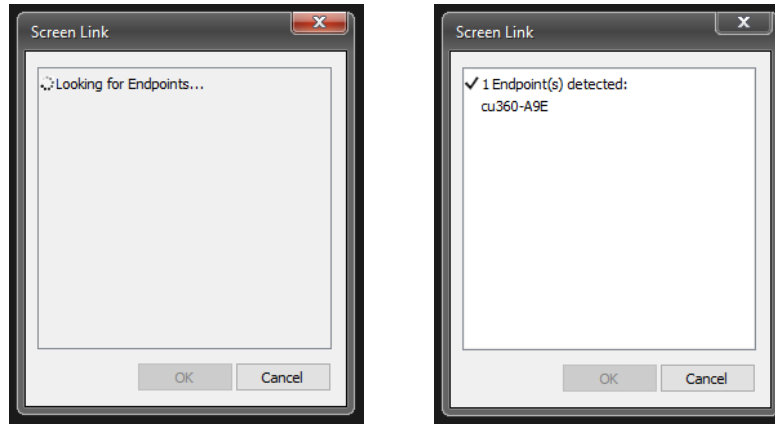 Screen Link
Looking for Endpoints...
OK Cancel
Screen Link
1 Endpoint(s) detected:
cu360-A9E
OK Cancel